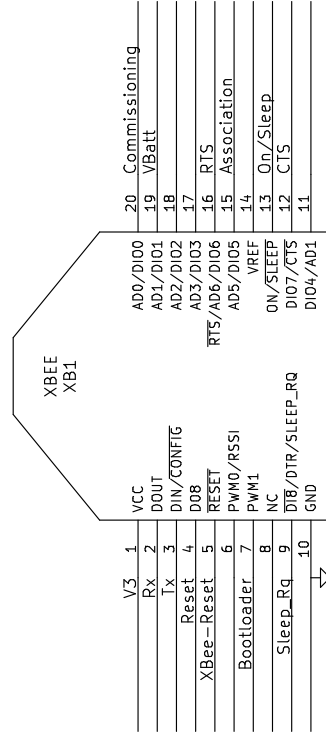 XBEE
XB1
V3 1 VCC AD0/DIO0 20 Commissioning
Rx 2 DOUT AD1/DIO1 19 VBatt
Tx 3 DIN/CONFIG AD2/DIO2 18
Reset 4 DO8 AD3/DIO3 17
XBee-Reset 5 RESET RTS/AD6/DIO6 16 RTS
6 PWM0/RSSI AD5/DIO5 15 Association
Bootloader 7 PWM1 VREF 14
8 NC ON/SLEEP 13 On/Sleep
Sleep_Rq 9 DI8/DTR/SLEEP_RQ DIO7/CTS 12 CTS
10 GND DIO4/AD1 11